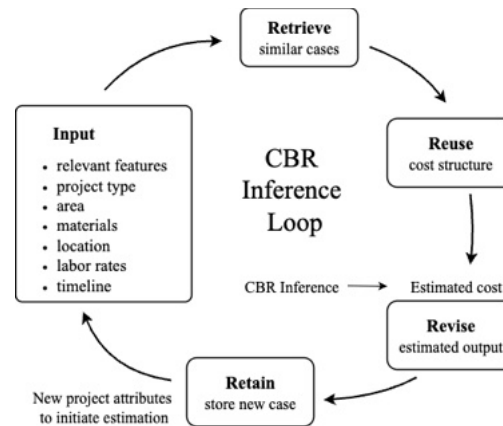 Retrieve
similar cases
Input
• relevant features
• project type
• area
• materials
• location
• labor rates
• timeline
CBR
Inference
Loop
Reuse
cost structure
CBR Inference
Estimated cost
Revise
estimated output
Retain
store new case
New project attributes
to initiate estimation